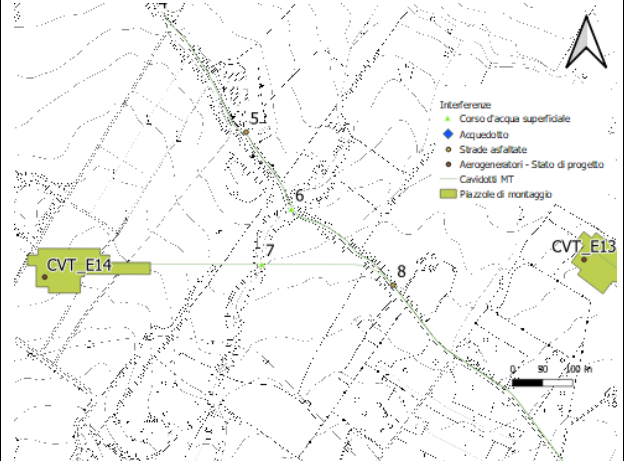 5
Interferenze
Corso d'acqua superficiale
Acquedotto
Strade asfaltate
Aerogeneratori - Stato di progetto
Cavidotti MT
Piazzole di montaggio
6
7
CVT_E13
CVT_E14
8
0 50 100 m